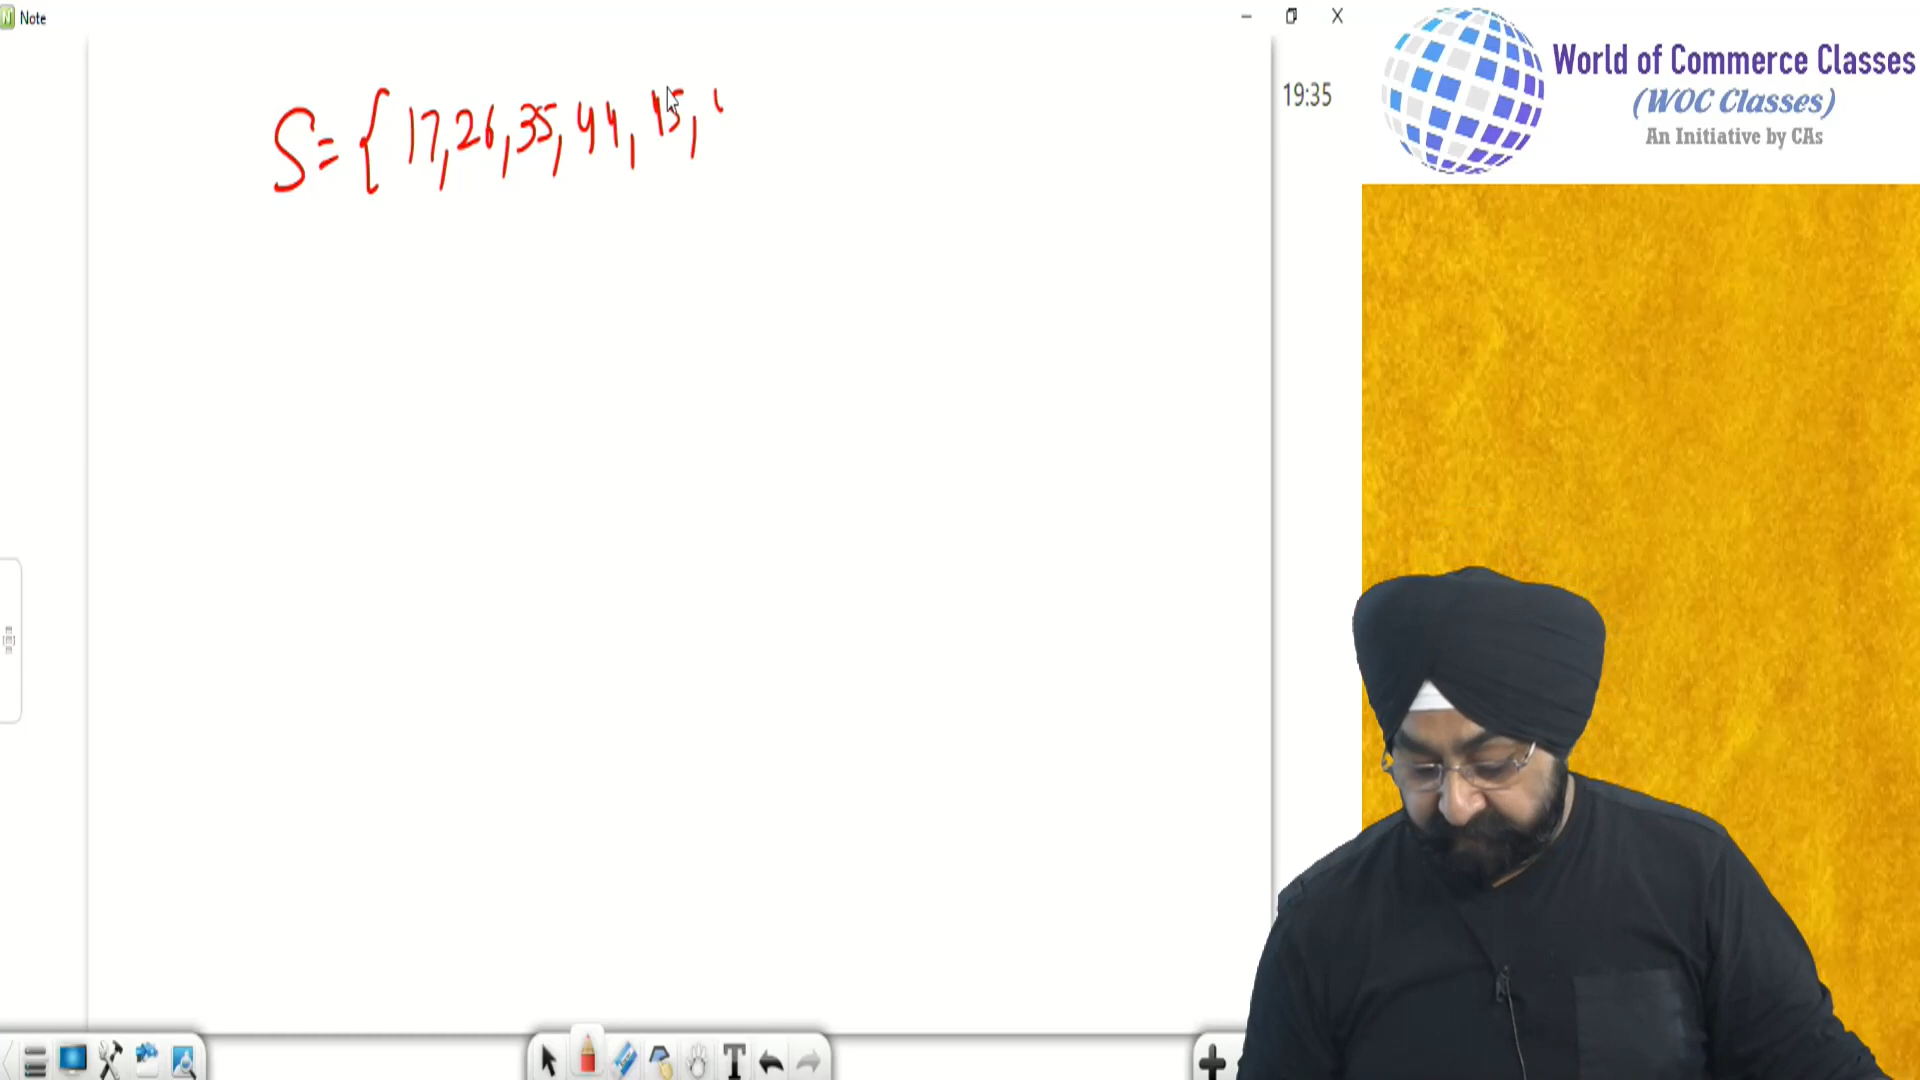 Note
World of Commerce Classes
(WOC Classes)
An Initiative by CAs
19:35
S = { 17, 26, 35, 44, 45,
T